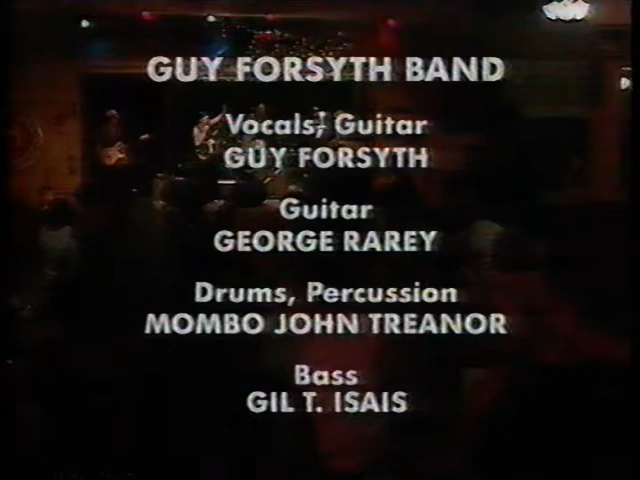 GUY FORSYTH BAND
Vocals, Guitar
GUY FORSYTH
Guitar
GEORGE RAREY
Drums, Percussion
MOMBO JOHN TREANOR
Bass
GIL T. ISAIS